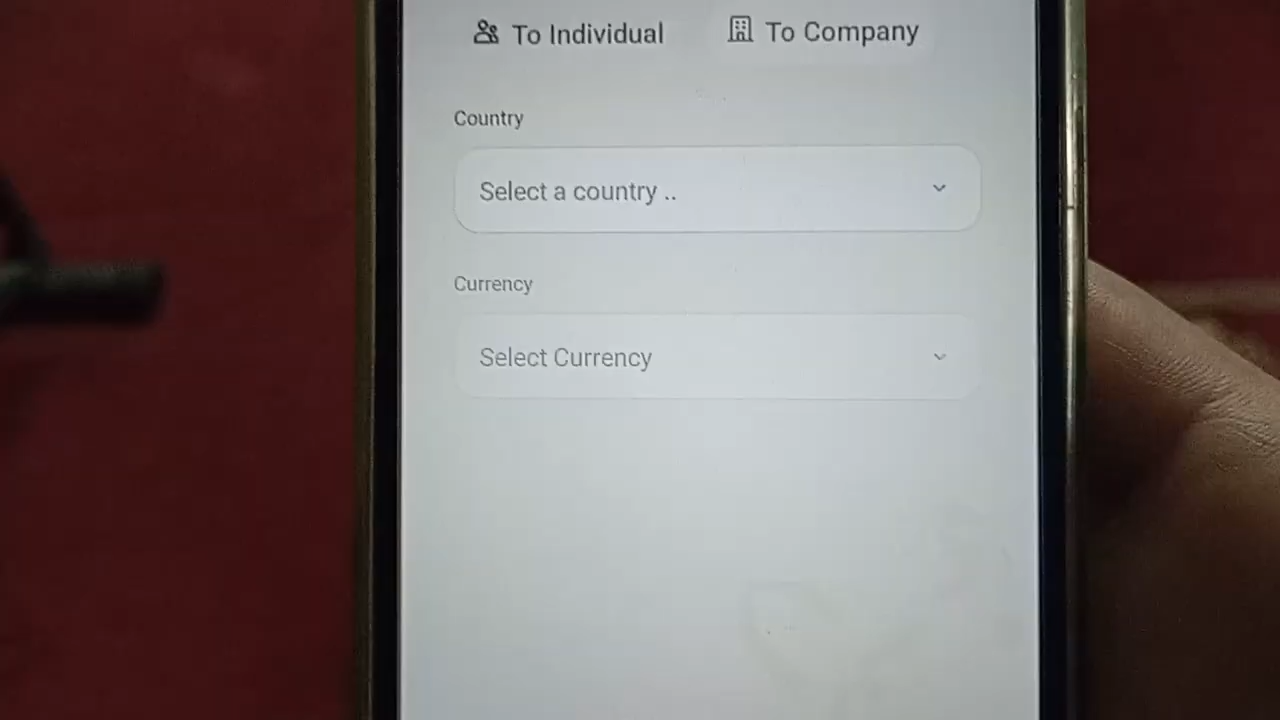 To Individual To Company
Country
Select a country ..
Currency
Select Currency